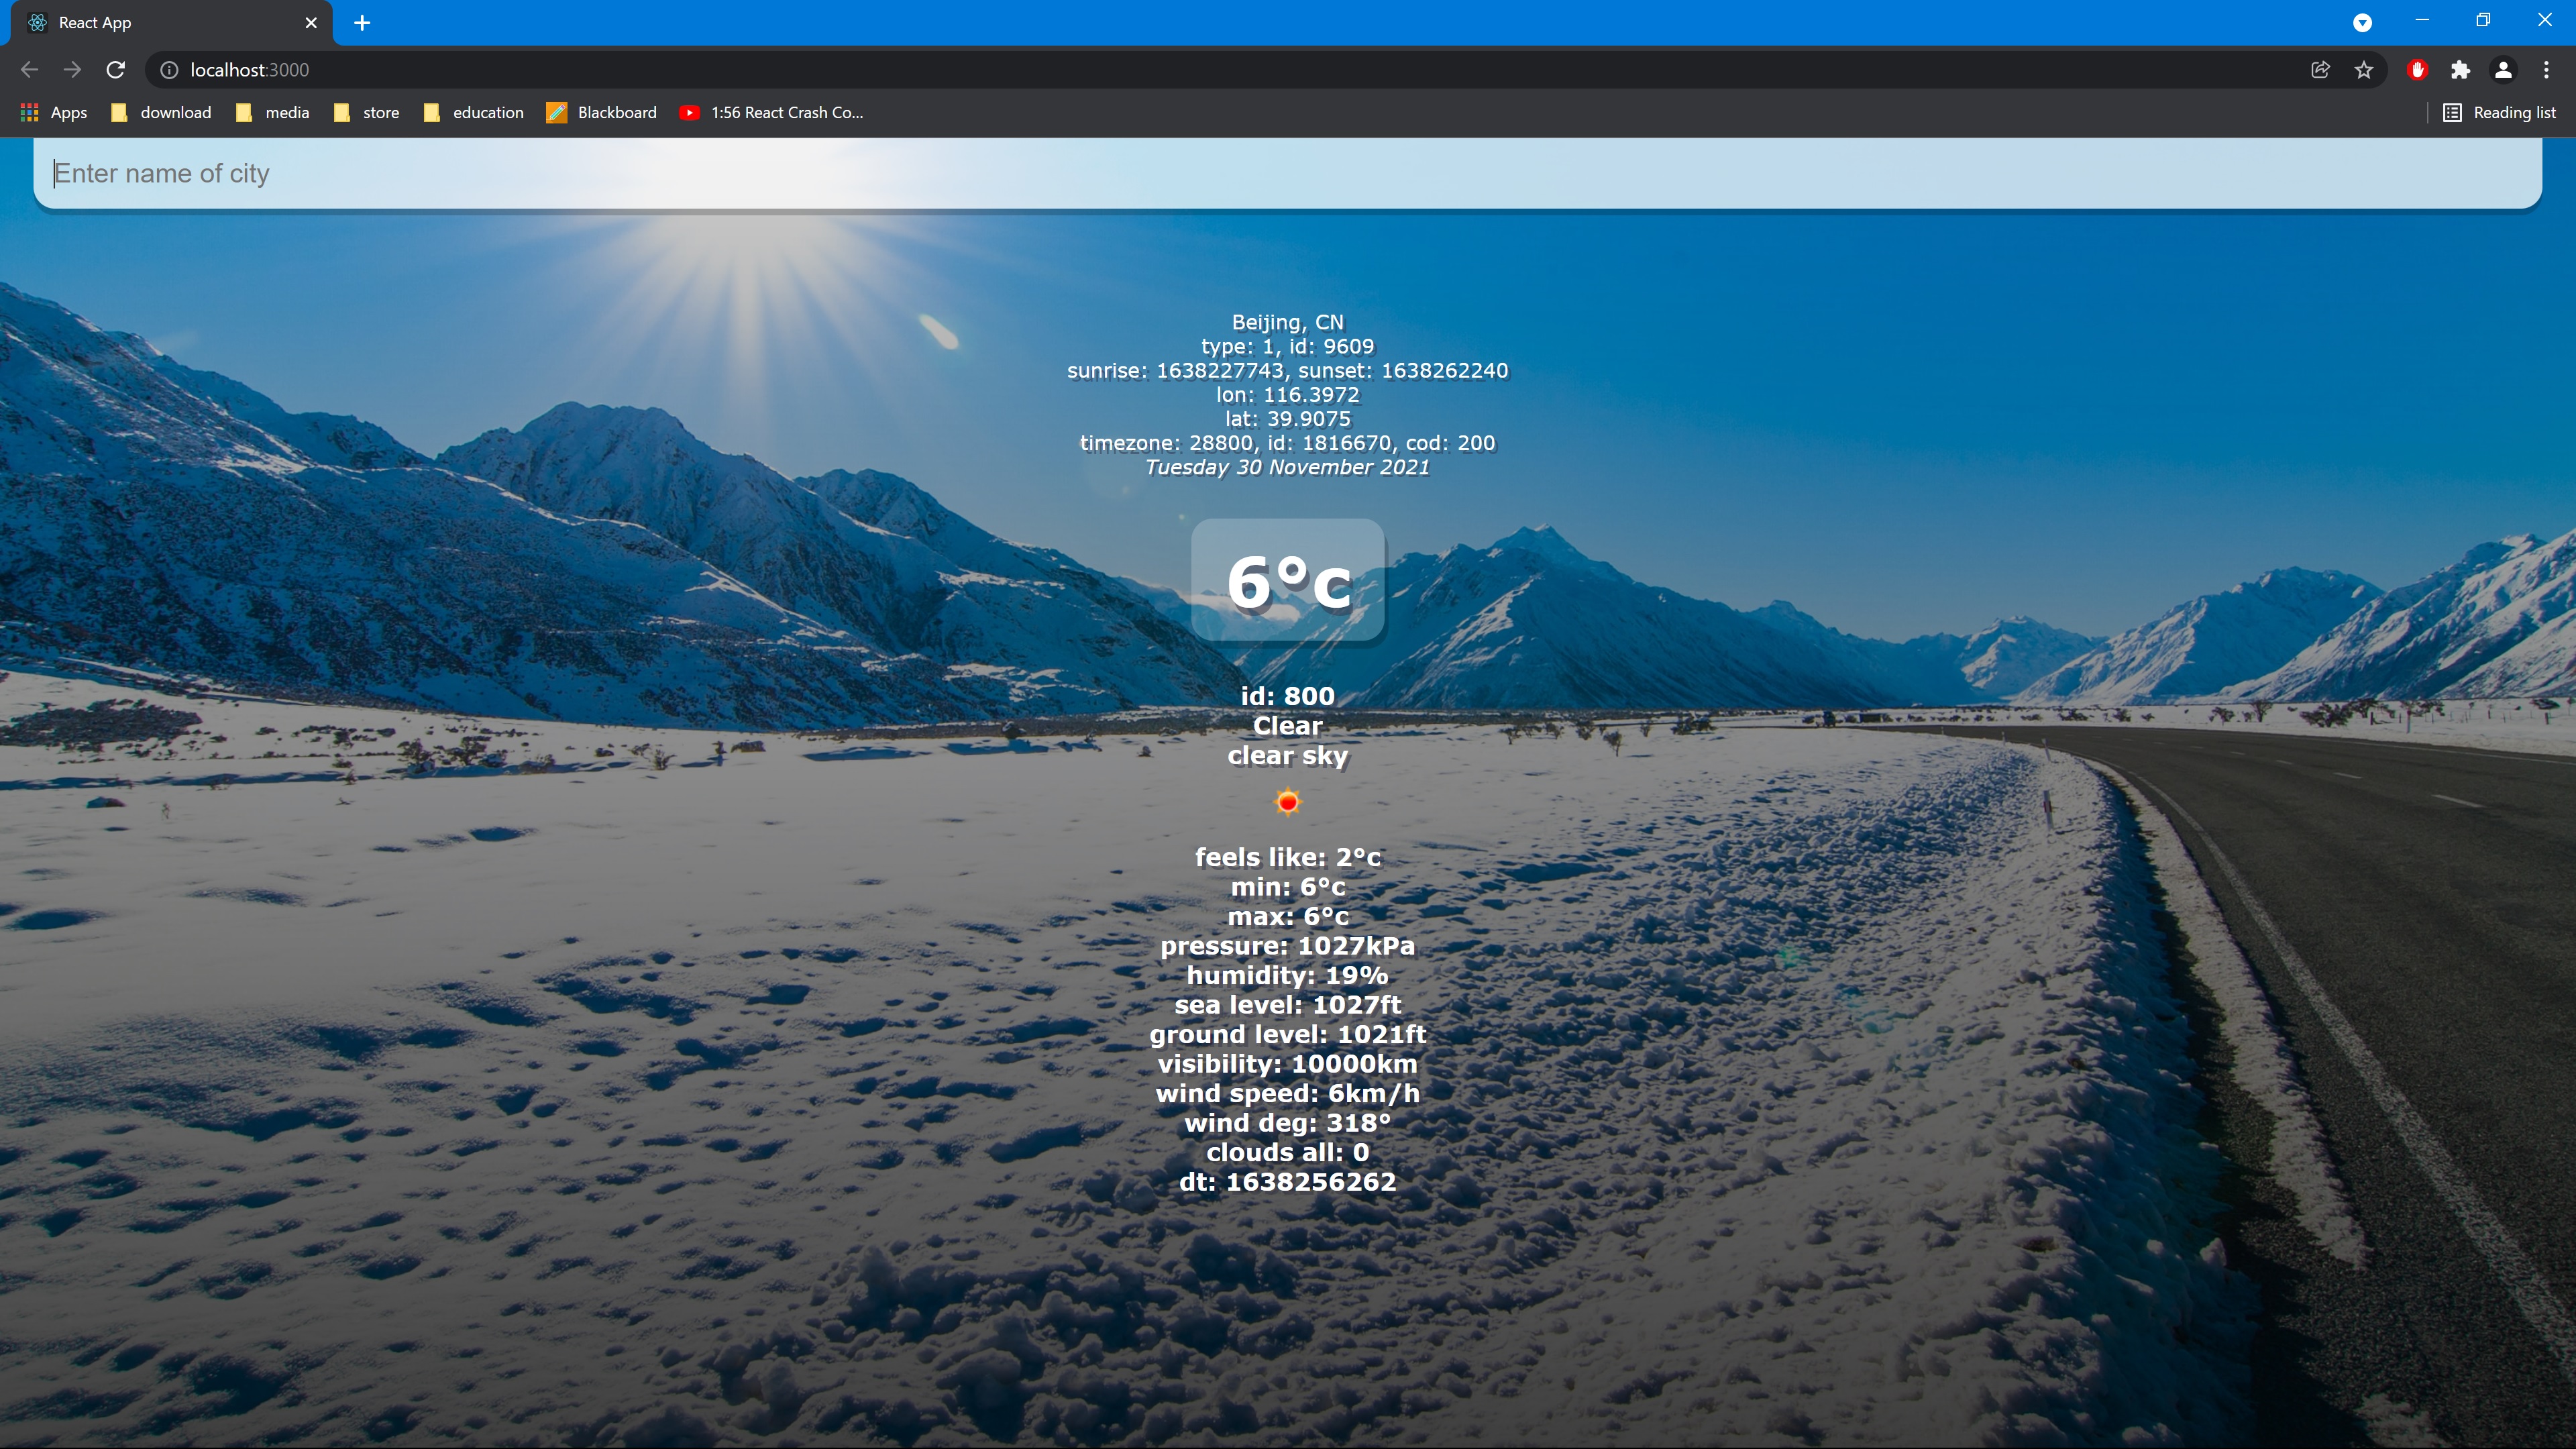 React App
localhost:3000
Apps download media store education Blackboard 1:56 React Crash Co... Reading list
Enter name of city
Beijing, CN
type: 1, id: 9609
sunrise: 1638227743, sunset: 1638262240
lon: 116.3972
lat: 39.9075
timezone: 28800, id: 1816670, cod: 200
Tuesday 30 November 2021
6°c
id: 800
Clear
clear sky
feels like: 2°c
min: 6°c
max: 6°c
pressure: 1027kPa
humidity: 19%
sea level: 1027ft
ground level: 1021ft
visibility: 10000km
wind speed: 6km/h
wind deg: 318°
clouds all: 0
dt: 1638256262